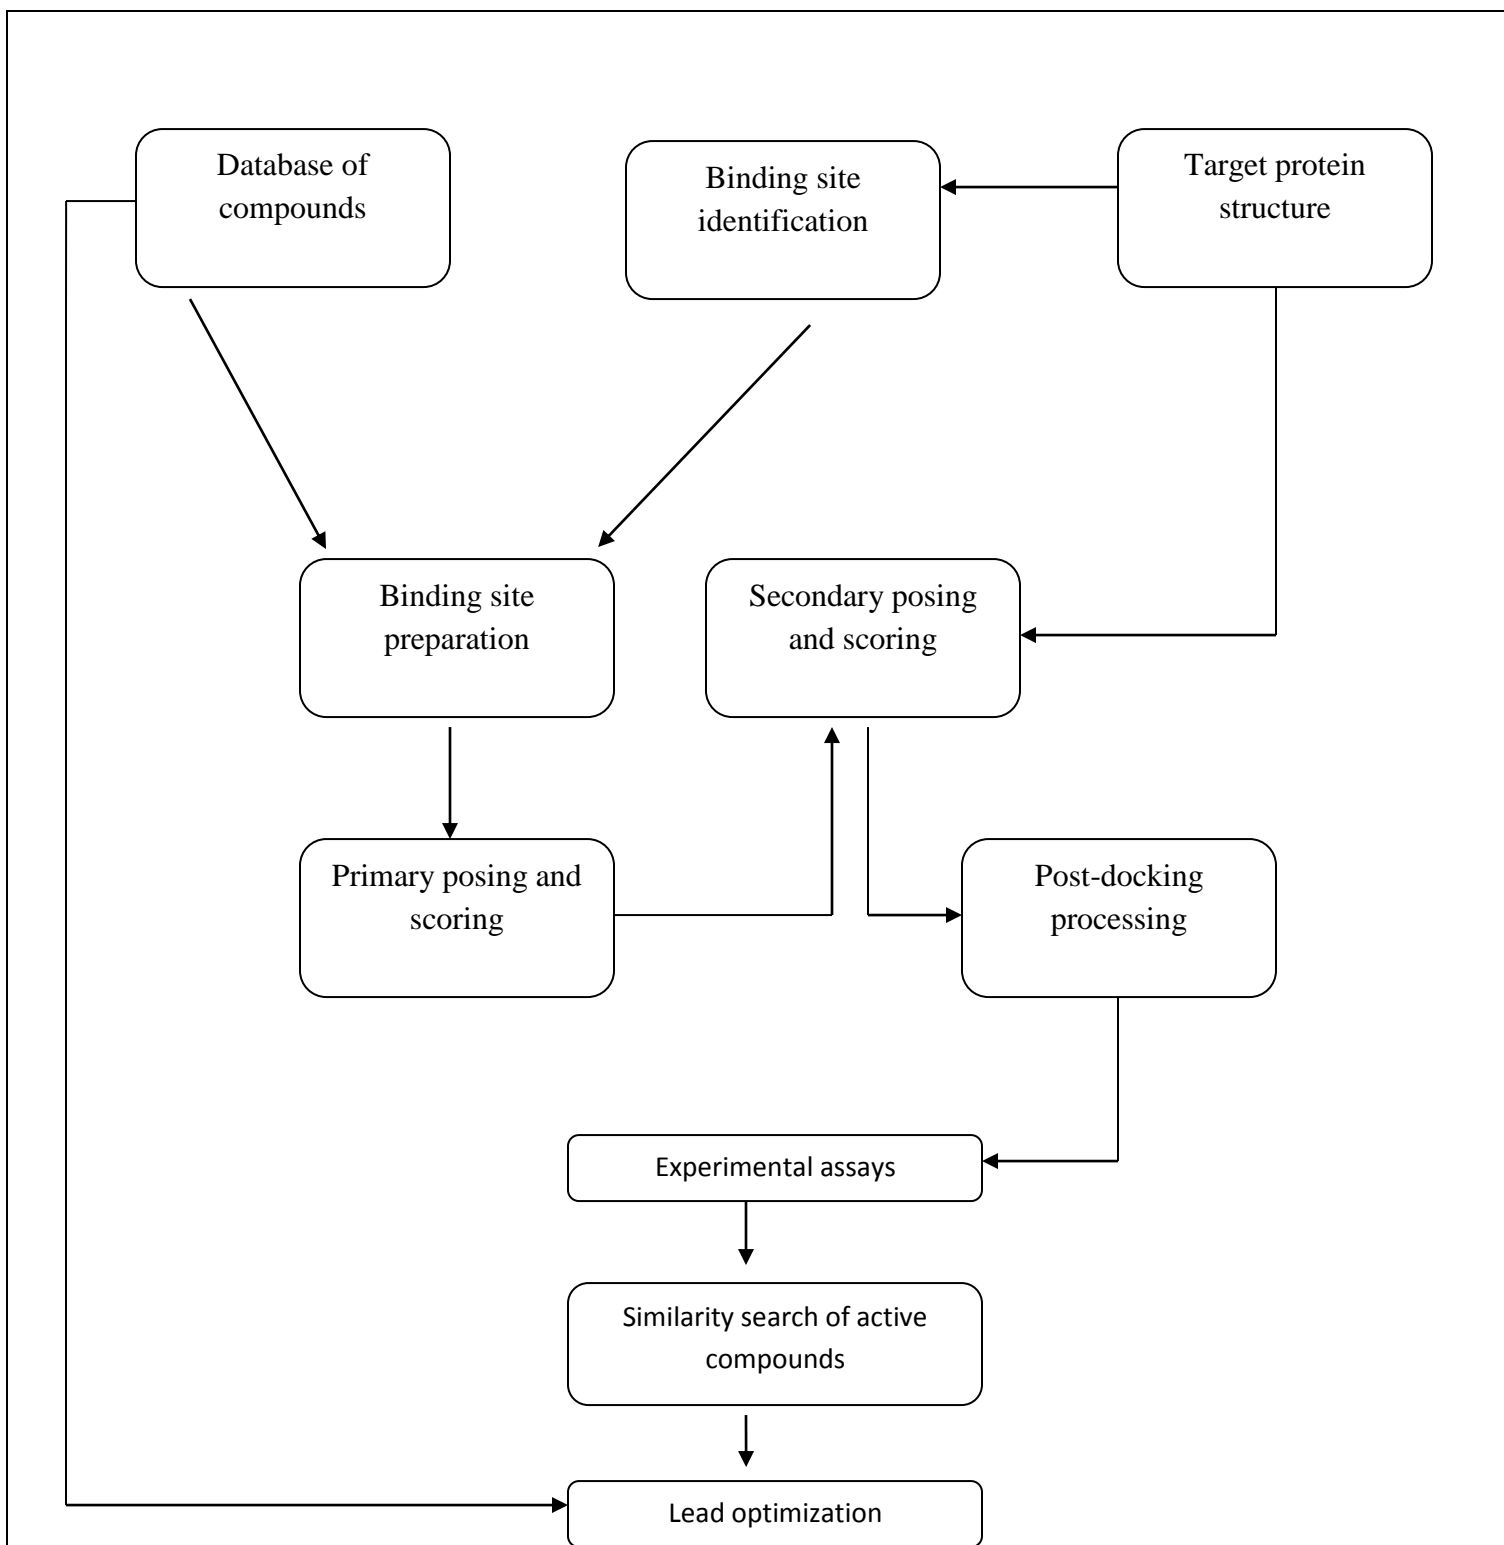 Database of
compounds
Binding site
identification
Target protein
structure
Binding site
preparation
Secondary posing
and scoring
Primary posing and
scoring
Post-docking
processing
Experimental assays
Similarity search of active
compounds
Lead optimization